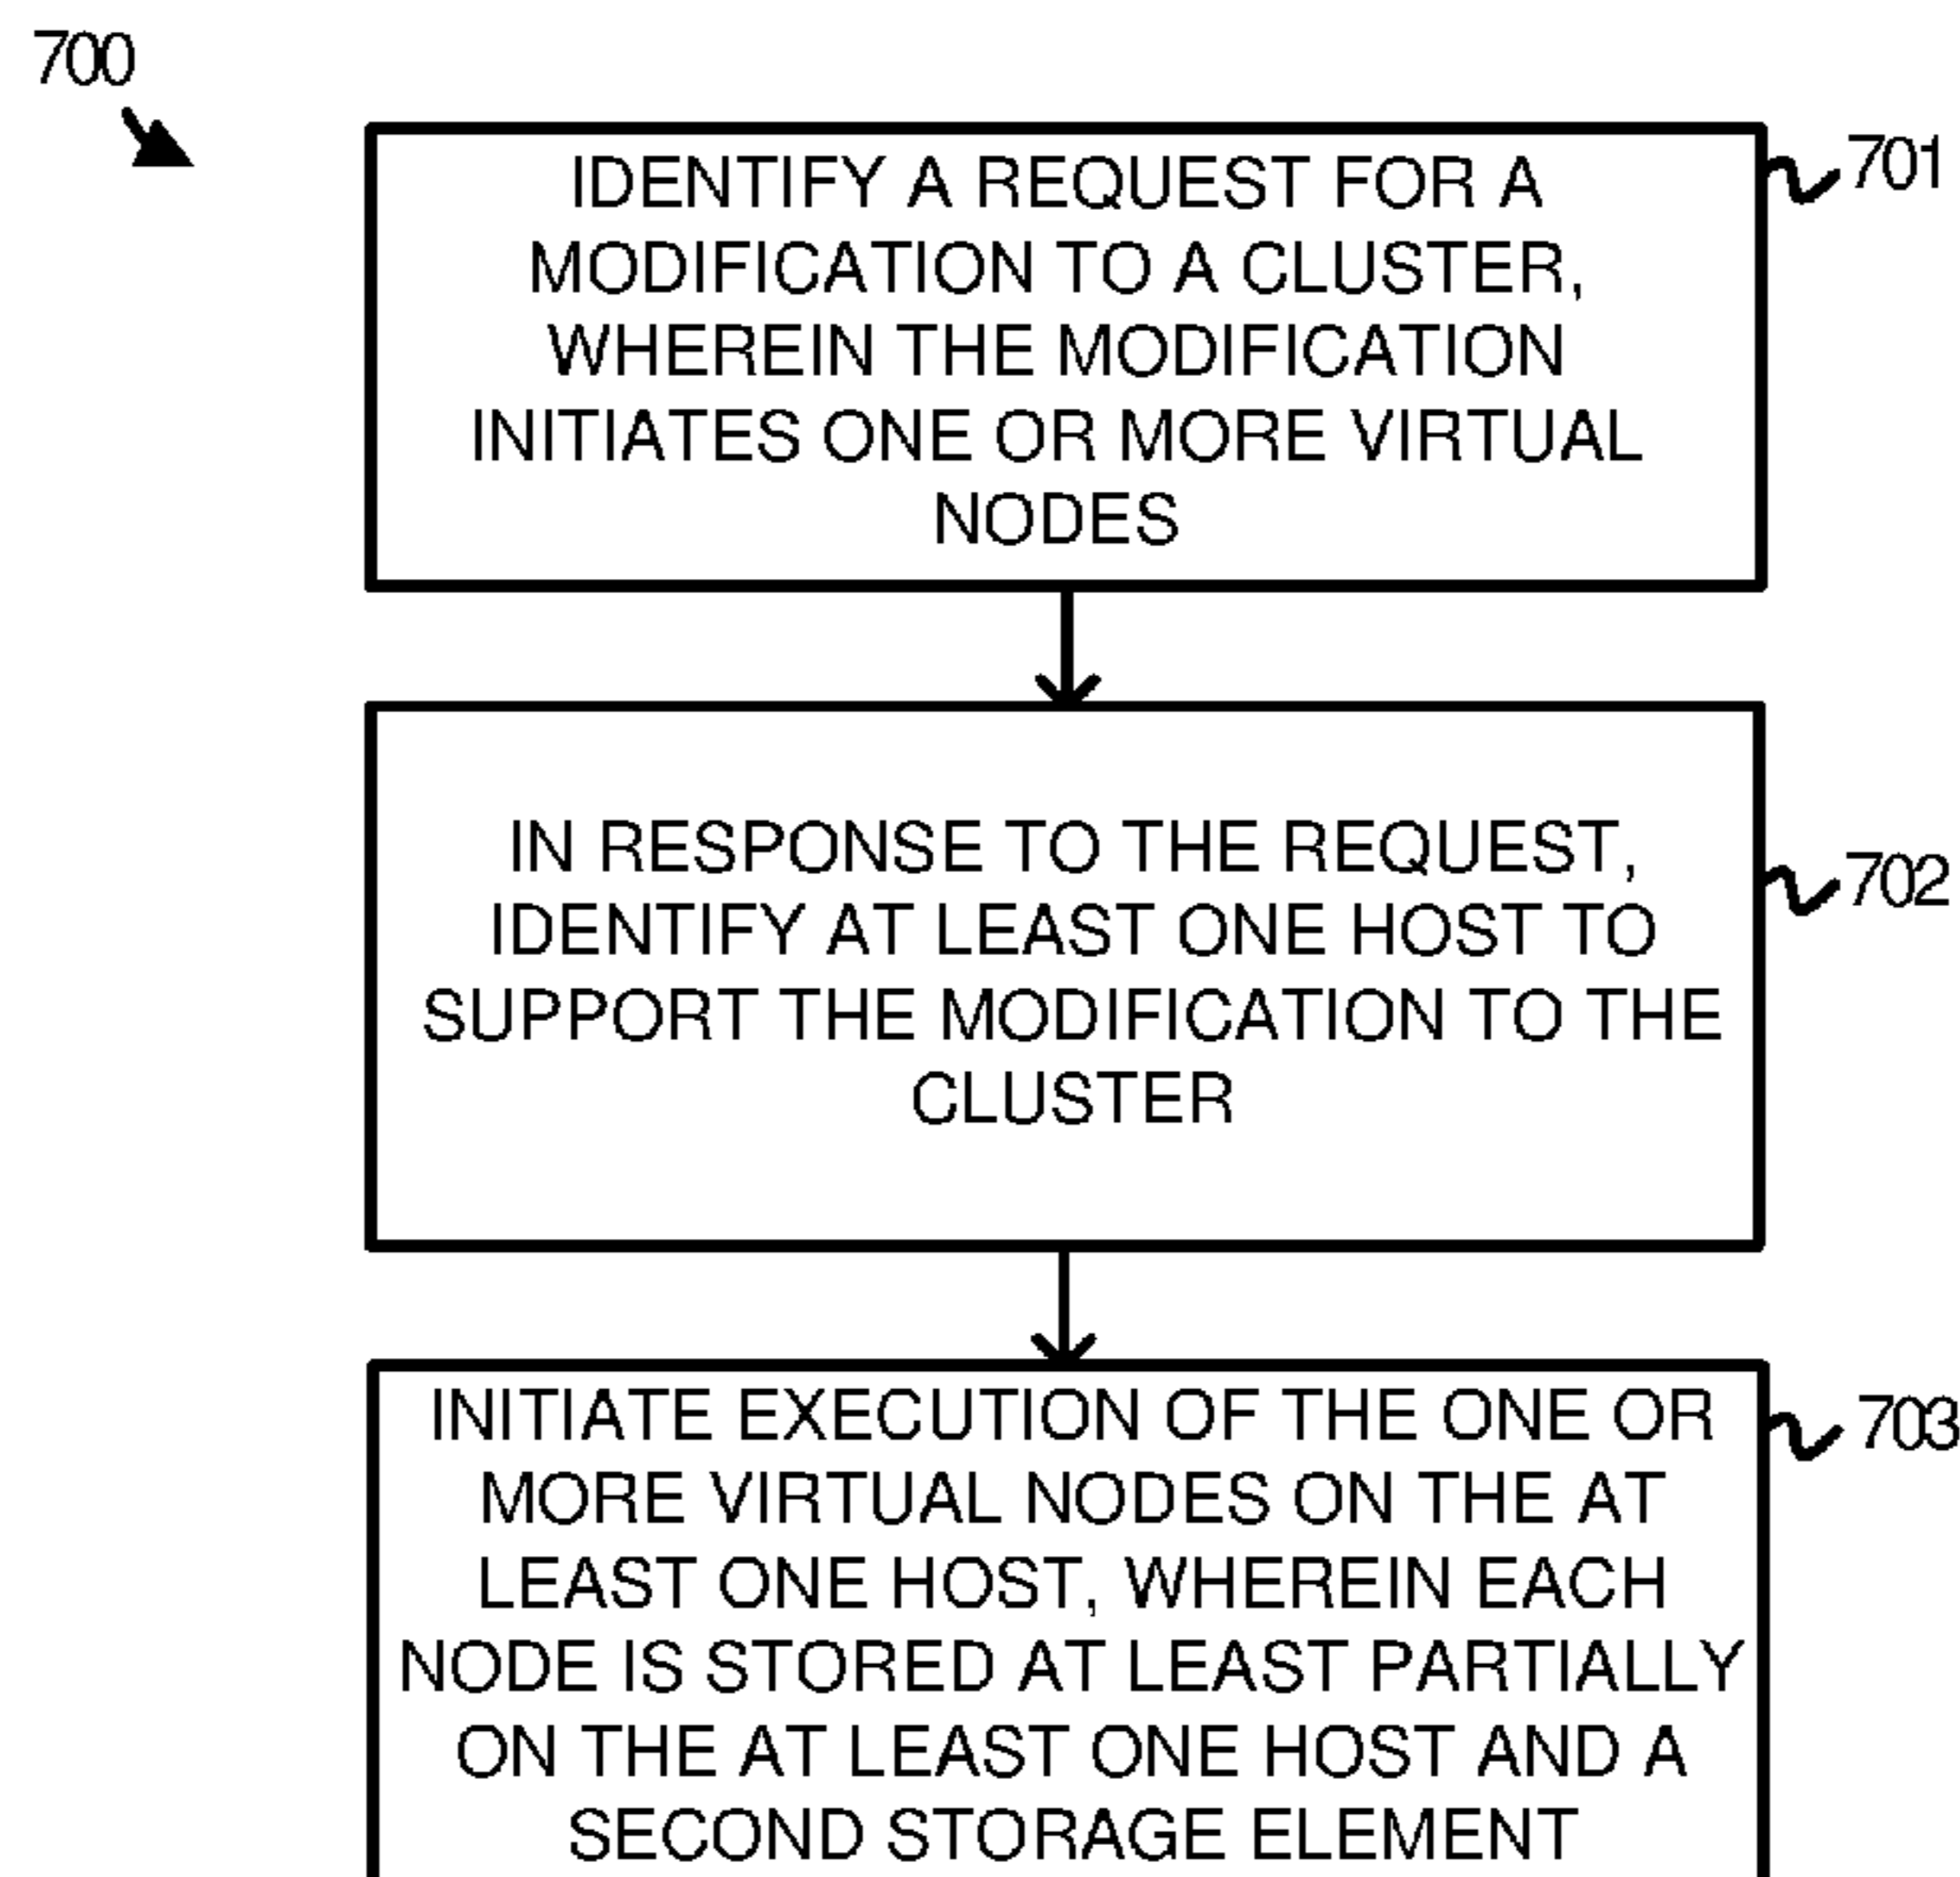 700
IDENTIFY A REQUEST FOR A
MODIFICATION TO A CLUSTER,
WHEREIN THE MODIFICATION
INITIATES ONE OR MORE VIRTUAL
NODES
701
IN RESPONSE TO THE REQUEST,
IDENTIFY AT LEAST ONE HOST TO
SUPPORT THE MODIFICATION TO THE
CLUSTER
702
INITIATE EXECUTION OF THE ONE OR
MORE VIRTUAL NODES ON THE AT
LEAST ONE HOST, WHEREIN EACH
NODE IS STORED AT LEAST PARTIALLY
ON THE AT LEAST ONE HOST AND A
SECOND STORAGE ELEMENT
703